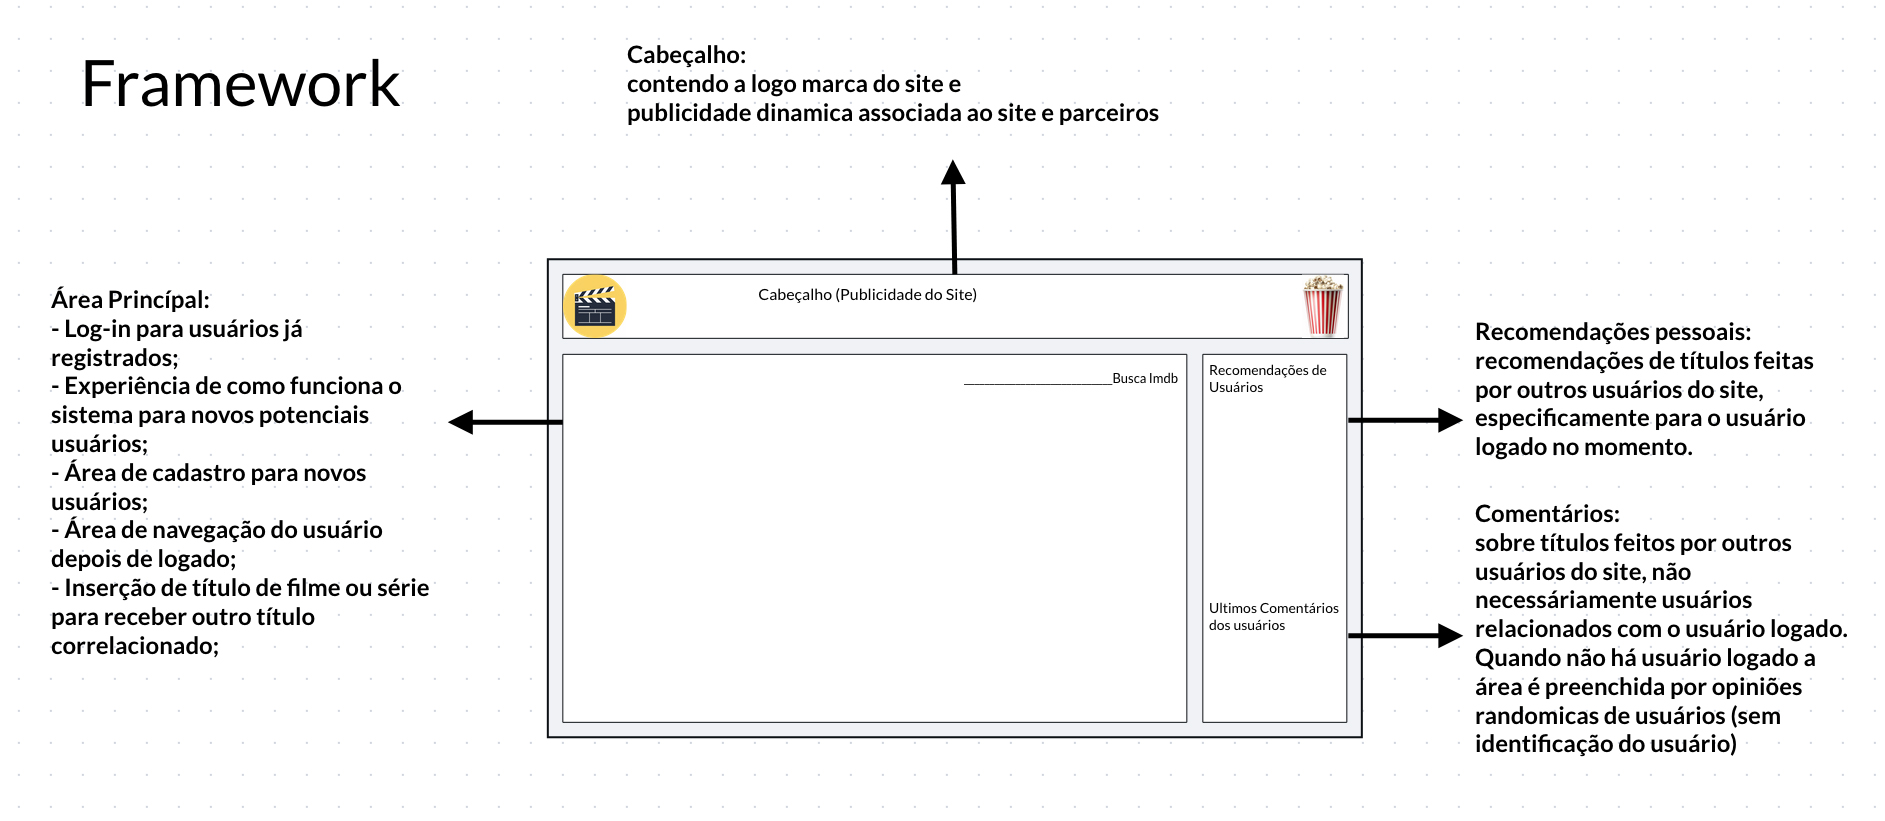 Framework
Cabeçalho:
contendo a logo marca do site e
publicidade dinamica associada ao site e parceiros
Área Princípal:
- Log-in para usuários já
registrados;
- Experiência de como funciona o
sistema para novos potenciais
usuários;
- Área de cadastro para novos
usuários;
- Área de navegação do usuário
depois de logado;
- Inserção de título de filme ou série
para receber outro título
correlacionado;
Cabeçalho (Publicidade do Site)
______________________Busca Imdb
Recomendações de
Usuários
Ultimos Comentários
dos usuários
Recomendações pessoais:
recomendações de títulos feitas
por outros usuários do site,
especificamente para o usuário
logado no momento.
Comentários:
sobre títulos feitos por outros
usuários do site, não
necessáriamente usuários
relacionados com o usuário logado.
Quando não há usuário logado a
área é preenchida por opiniões
randomicas de usuários (sem
identificação do usuário)